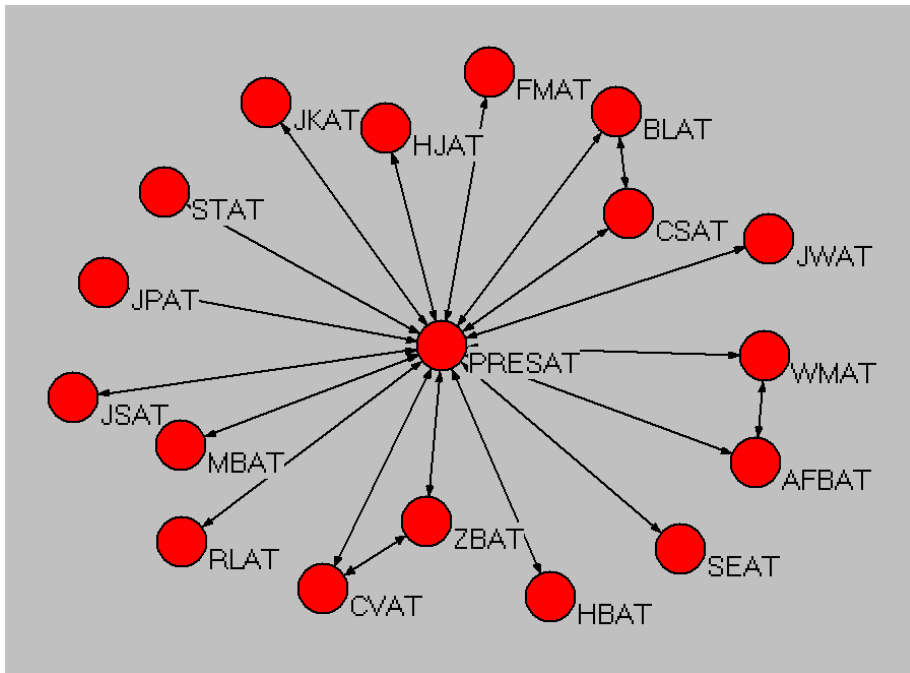 FMAT
JKAT
BLAT
HJAT
STAT
CSAT
JWAT
JPAT
PRESAT
WMAT
JSAT
MBAT
AFBAT
ZBAT
RLAT
SEAT
CVAT
HBAT